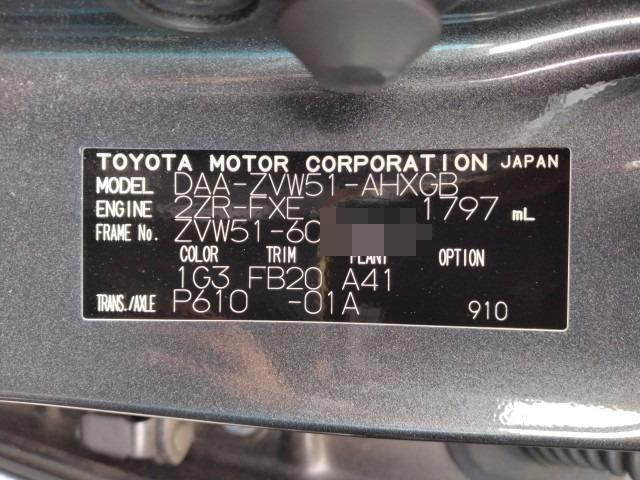 TOYOTA MOTOR CORPORATION JAPAN
MODEL DAA-ZVW51-AHXGB
ENGINE 2ZR-FXE 1797 mL
FRAME No. ZVW51-60
COLOR TRIM PLANT OPTION
1G3 FB20 A41
TRANS./AXLE P610 -01A 910